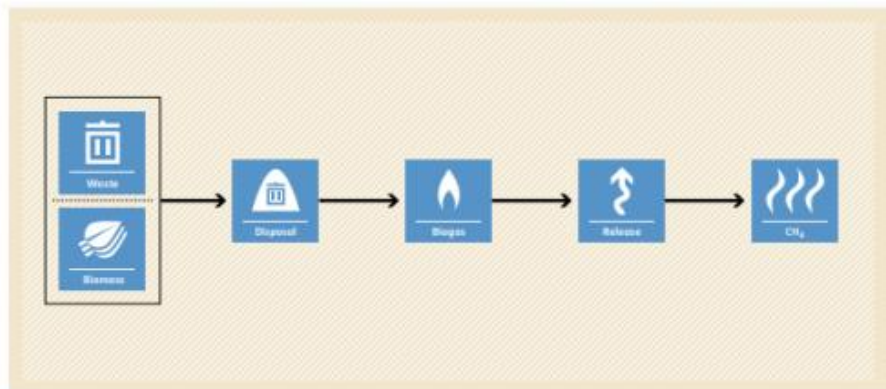 Waste
Biomass
Disposal
Biogas
Release
CH₄